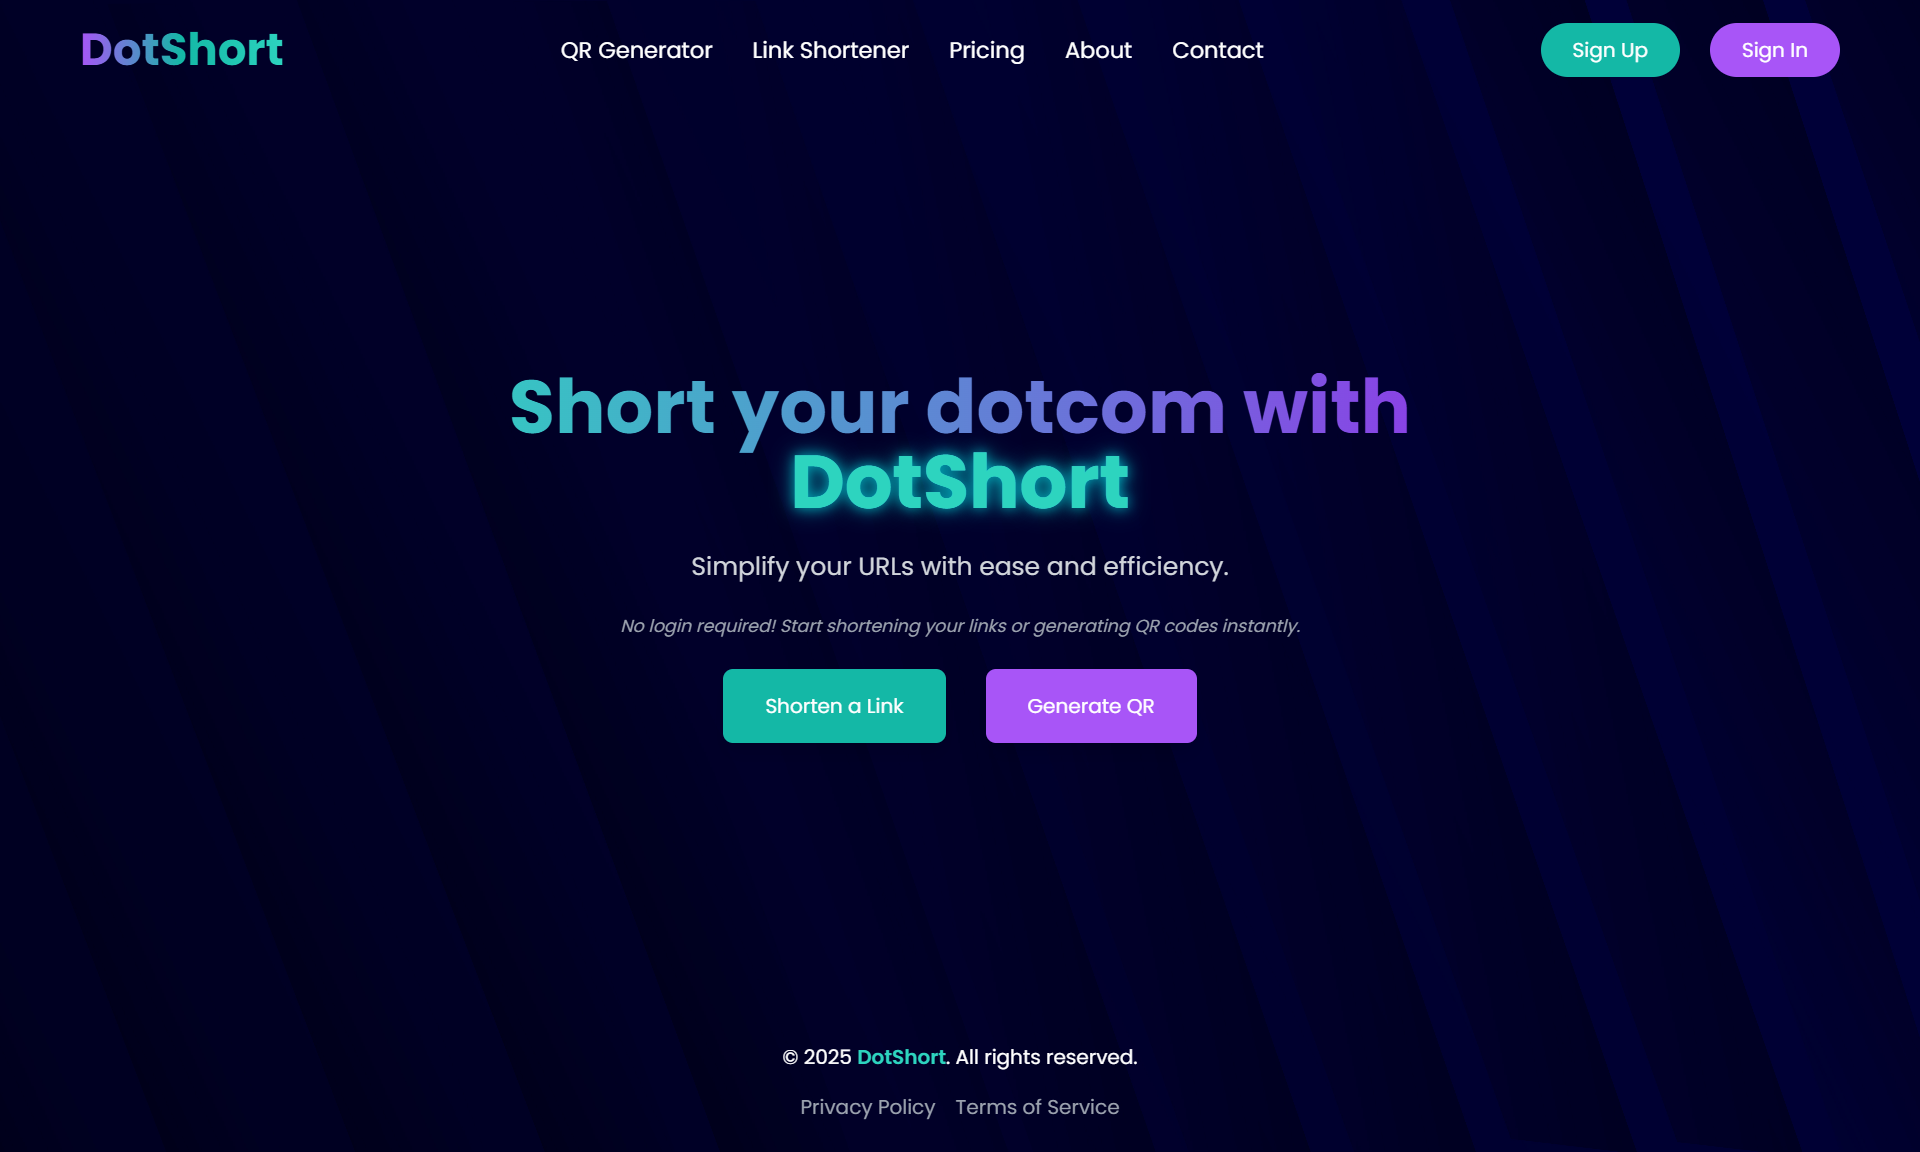 DotShort
QR Generator Link Shortener Pricing About Contact
Sign Up Sign In
Short your dotcom with
DotShort
Simplify your URLs with ease and efficiency.
No login required! Start shortening your links or generating QR codes instantly.
Shorten a Link Generate QR
© 2025 DotShort. All rights reserved.
Privacy Policy Terms of Service